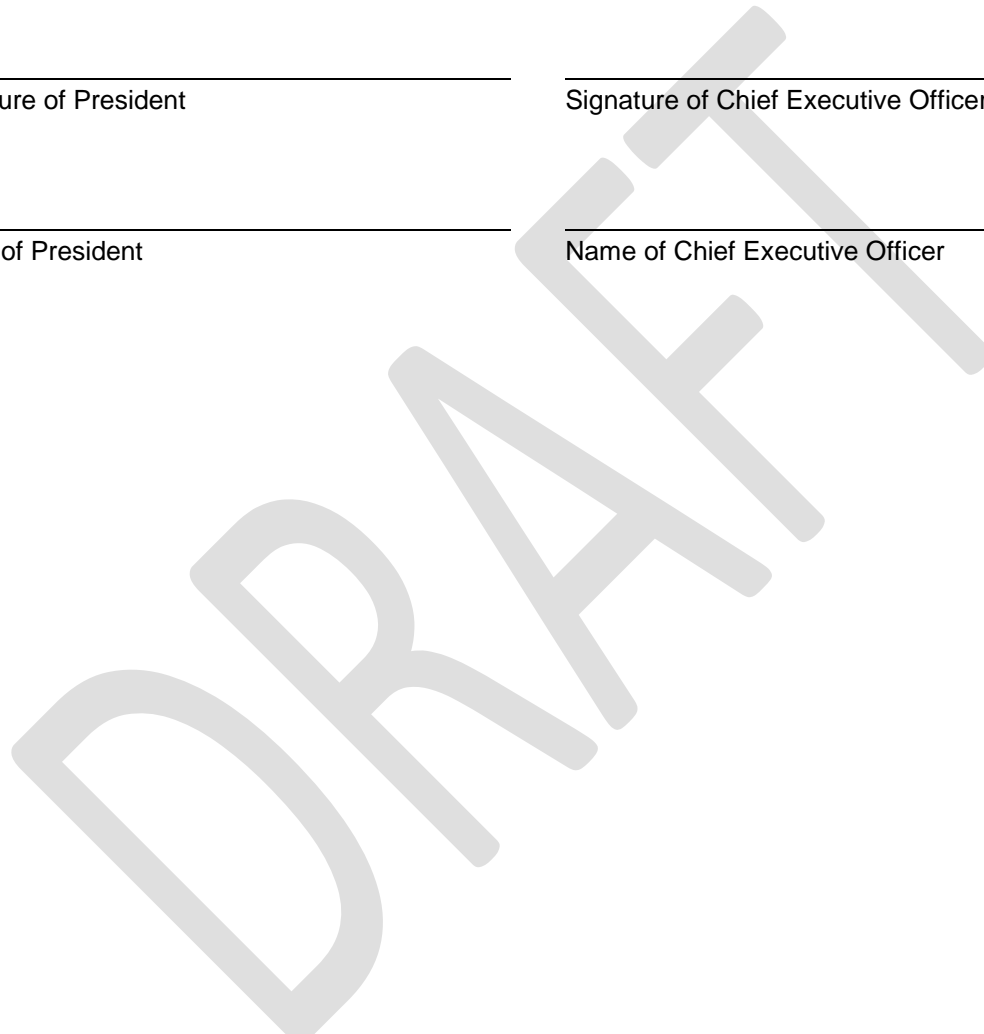 ure of President Signature of Chief Executive Officer
of President Name of Chief Executive Officer
DRAFT